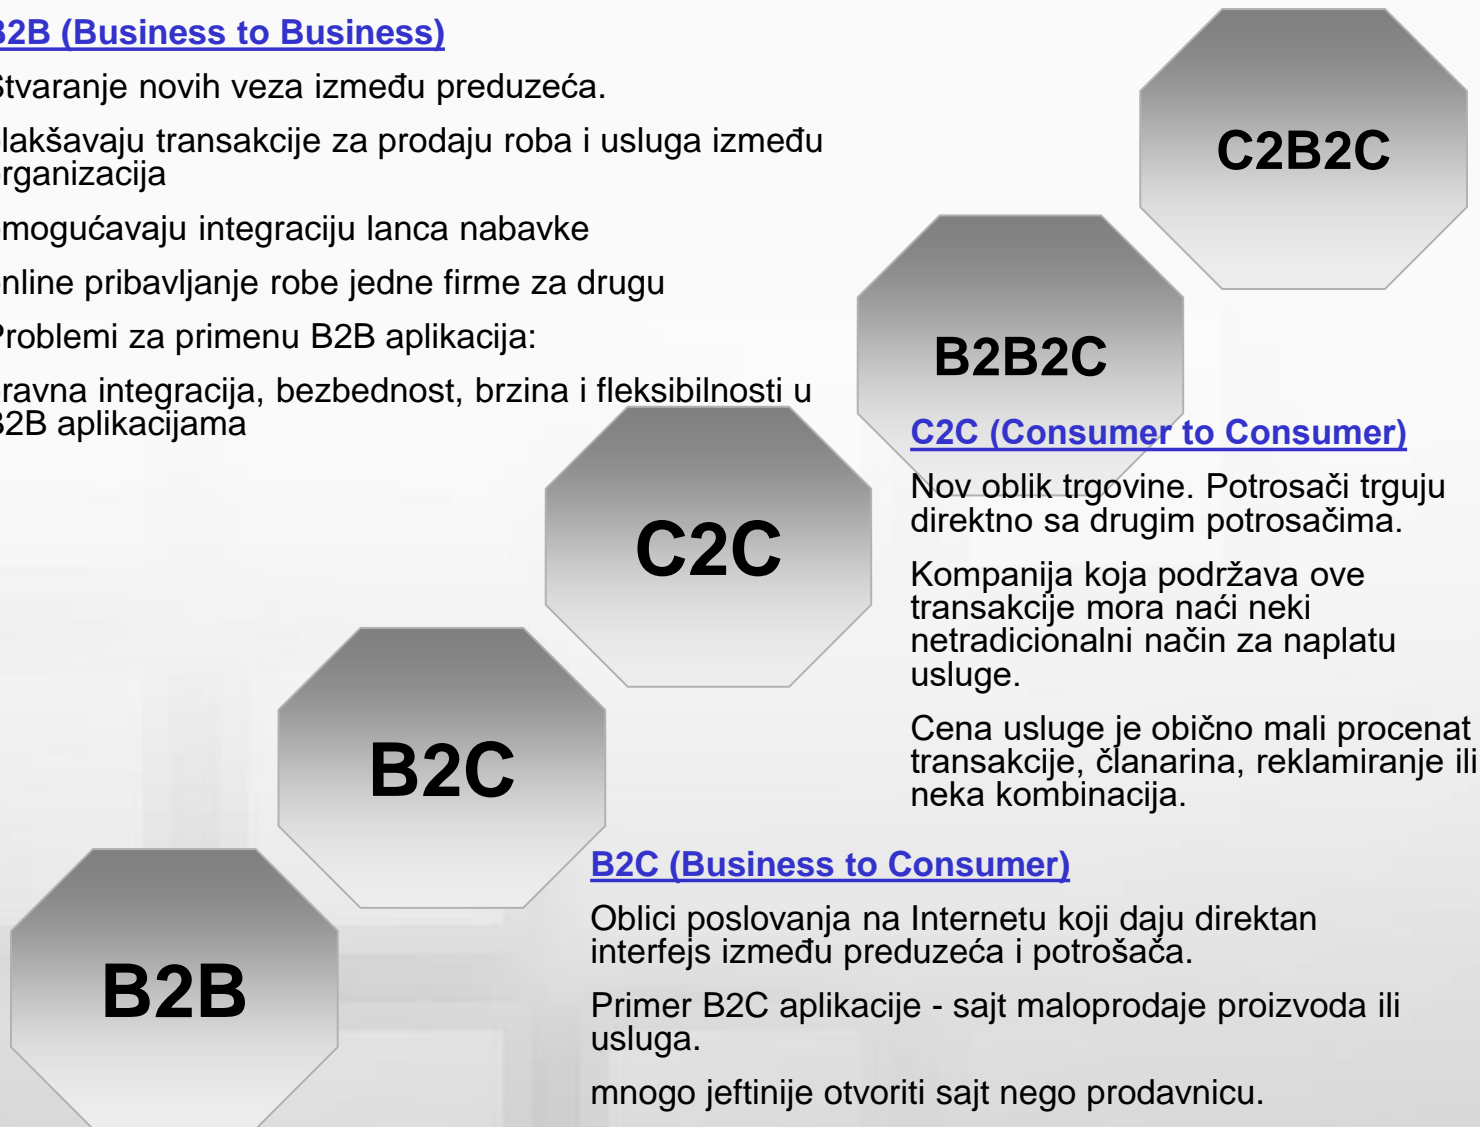 B2B (Business to Business)
Stvaranje novih veza između preduzeća.
lakšavaju transakcije za prodaju roba i usluga između
rganizacija
mogućavaju integraciju lanca nabavke
nline pribavljanje robe jedne firme za drugu
Problemi za primenu B2B aplikacija:
ravna integracija, bezbednost, brzina i fleksibilnosti u
B2B aplikacijama
C2B2C
B2B2C
C2C (Consumer to Consumer)
Nov oblik trgovine. Potrosači trguju
direktno sa drugim potrosačima.
Kompanija koja podržava ove
transakcije mora naći neki
netradicionalni način za naplatu
usluge.
Cena usluge je obično mali procenat
transakcije, članarina, reklamiranje ili
neka kombinacija.
C2C
B2C
B2C (Business to Consumer)
Oblici poslovanja na Internetu koji daju direktan
interfejs između preduzeća i potrošača.
Primer B2C aplikacije - sajt maloprodaje proizvoda ili
usluga.
mnogo jeftinije otvoriti sajt nego prodavnicu.
B2B